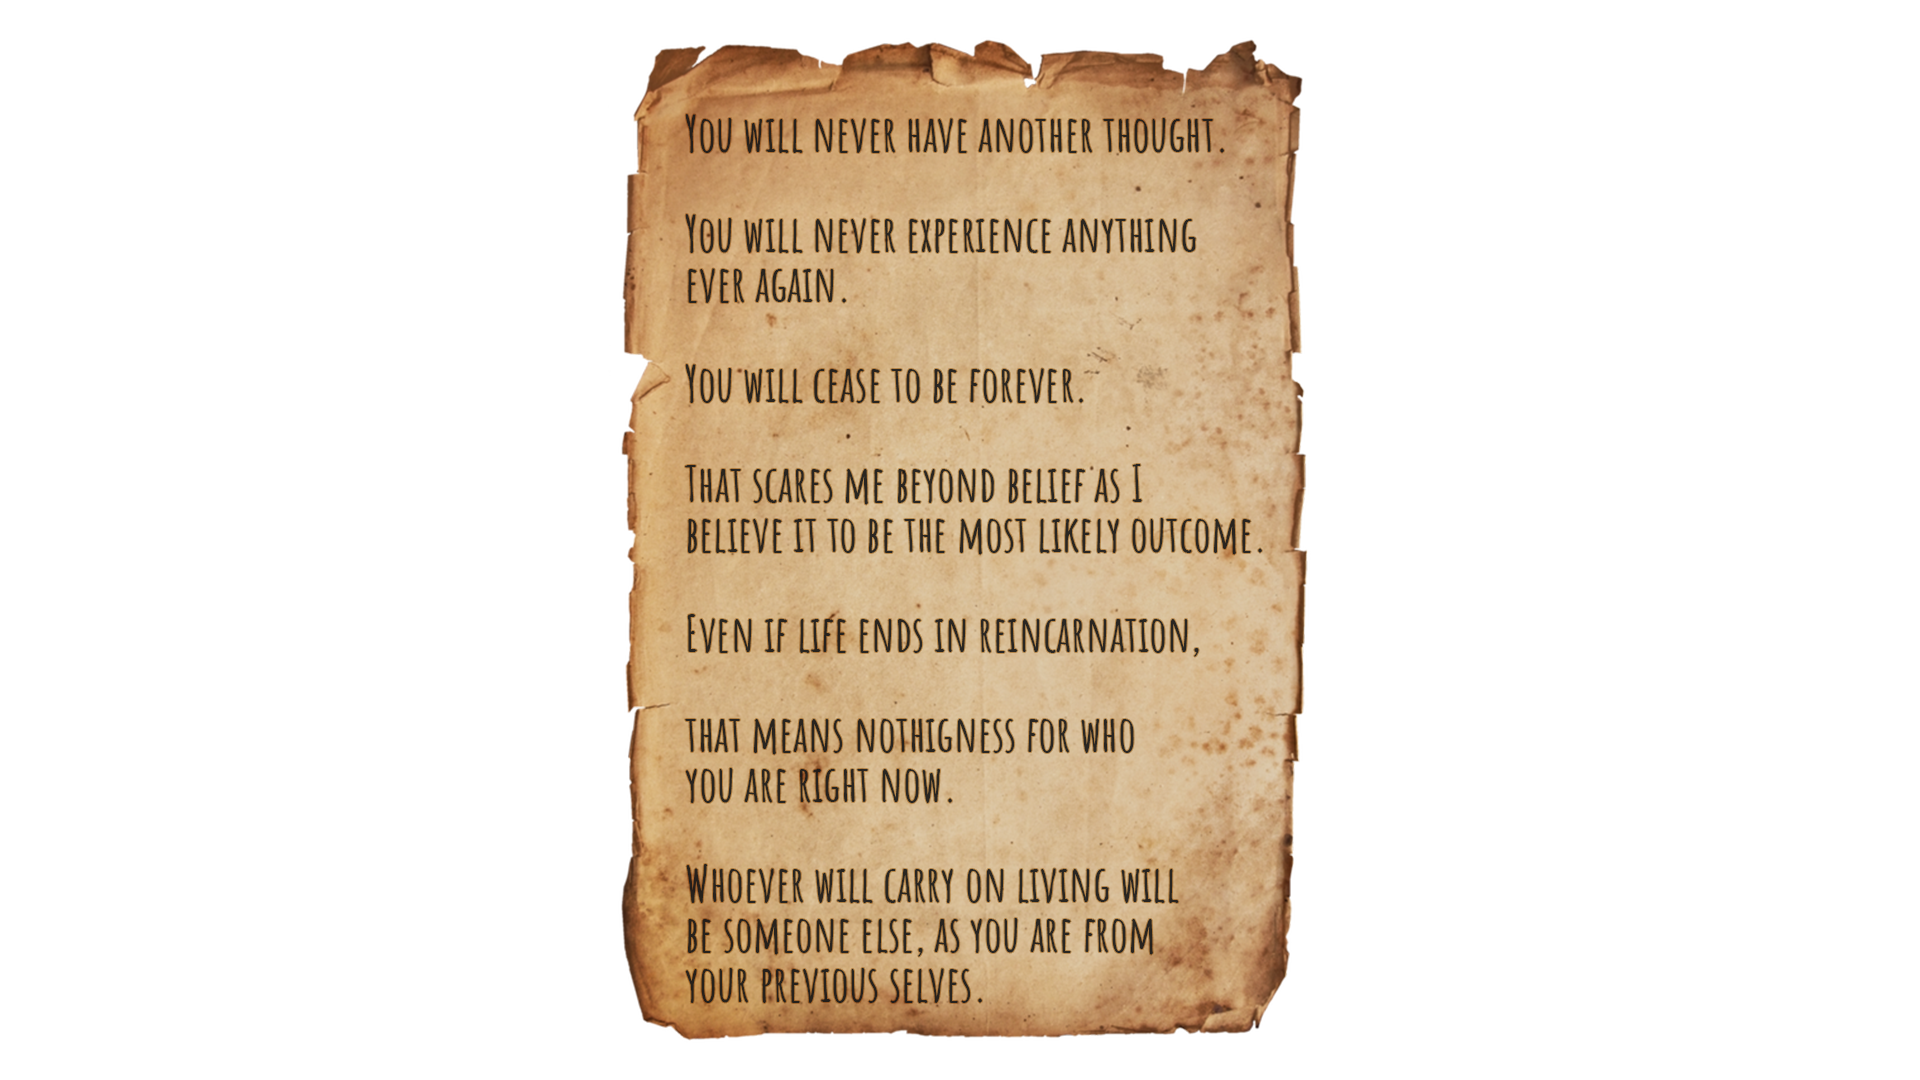 You will never have another thought.
You will never experience anything
ever again.
You will cease to be forever.
That scares me beyond belief as I
believe it to be the most likely outcome.
Even if life ends in reincarnation,
that means nothigness for who
you are right now.
Whoever will carry on living will
be someone else, as you are from
your previous selves.